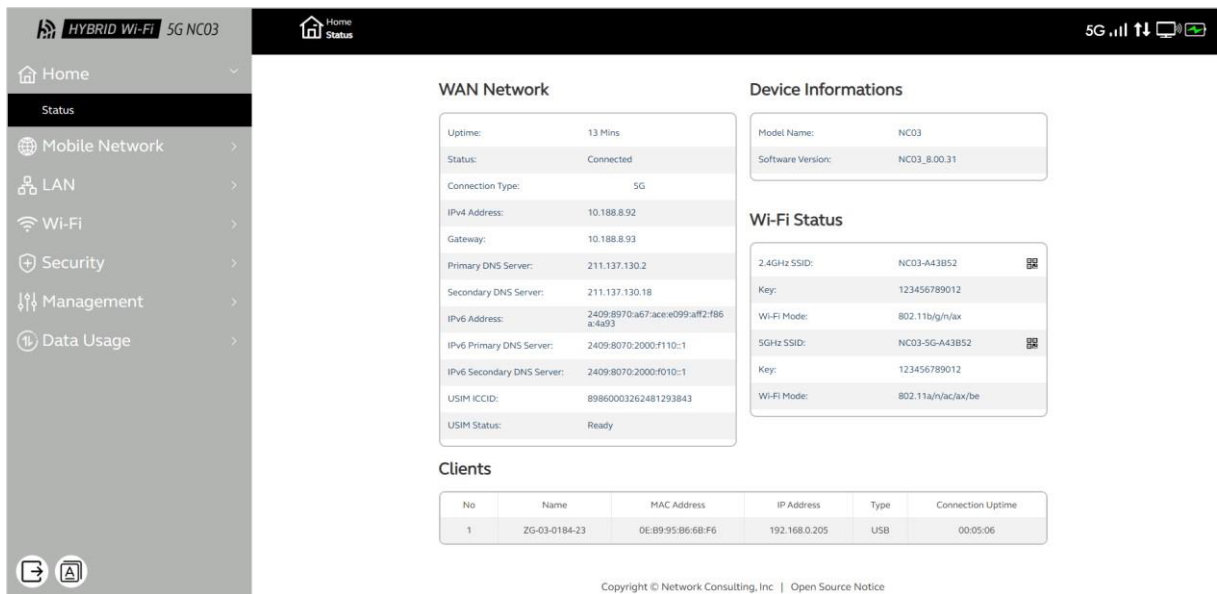 HYBRID Wi-Fi 5G NC03
Home
Status
5G
Home
Status
Mobile Network
LAN
Wi-Fi
Security
Management
Data Usage
WAN Network
Uptime: 13 Mins
Status: Connected
Connection Type: 5G
IPv4 Address: 10.188.8.92
Gateway: 10.188.8.93
Primary DNS Server: 211.137.130.2
Secondary DNS Server: 211.137.130.18
IPv6 Address: 2409:8970:a67:ace:e099:aff2:f86
a:4a93
IPv6 Primary DNS Server: 2409:8070:2000:f110::1
IPv6 Secondary DNS Server: 2409:8070:2000:f010::1
USIM ICCID: 89860003262481293843
USIM Status: Ready
Device Informations
Model Name: NC03
Software Version: NC03_8.00.31
Wi-Fi Status
2.4GHz SSID: NC03-A43B52
Key: 123456789012
Wi-Fi Mode: 802.11b/g/n/ax
5GHz SSID: NC03-5G-A43B52
Key: 123456789012
Wi-Fi Mode: 802.11a/n/ac/ax/be
Clients
No Name MAC Address IP Address Type Connection Uptime
1 ZG-03-0184-23 0E:B9:95:B6:6B:F6 192.168.0.205 USB 00:05:06
A
Copyright © Network Consulting, Inc | Open Source Notice